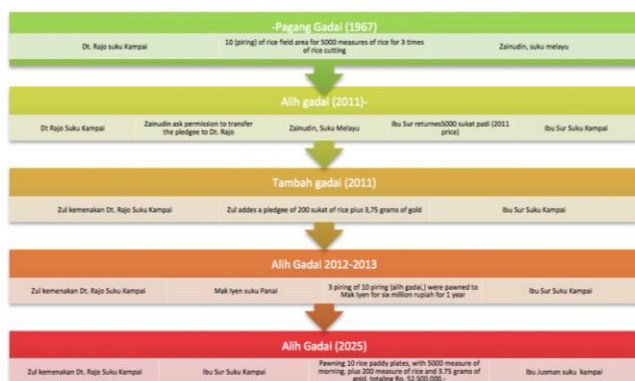 -Pagang Gadai (1967)
Dt. Rajo suku Kampai
10 (piring) of rice field area for 5000 measures of rice for 3 times
of rice cutting
Zainudin, suku melayu
Alih gadai (2011)-
Dt Rajo Suku Kampai
Zainudin ask permission to transfer
the pledgee to Dt. Rajo
Zainudin, Suku Melayu
Ibu Sur returnes5000 sukat padi (2011
price)
Ibu Sur Suku Kampai
Tambah gadai (2011)
Zul kemenakan Dt. Rajo Suku Kampai
Zul addes a pledgee of 200 sukat of rice plus 3,75 grams of gold
Ibu Sur Suku Kampai
Alih Gadai 2012-2013
Zul kemenakan Dt. Rajo Suku Kampai
Mak Iyen suku Panai
3 piring of 10 piring (alih gadai,) were pawned to
Mak Iyen for six million rupiah for 1 year
Ibu Sur Suku Kampai
Alih Gadai (2025)
Zul kemenakan Dt. Rajo Suku Kampai
Ibu Sur Suku Kampai
Pawning 10 rice paddy plates, with 5000 measure of
morning, plus 200 measure of rice and 3.75 grams of
gold, totaling Rp. 52.500.000,-
Ibu Jusman suku kampai